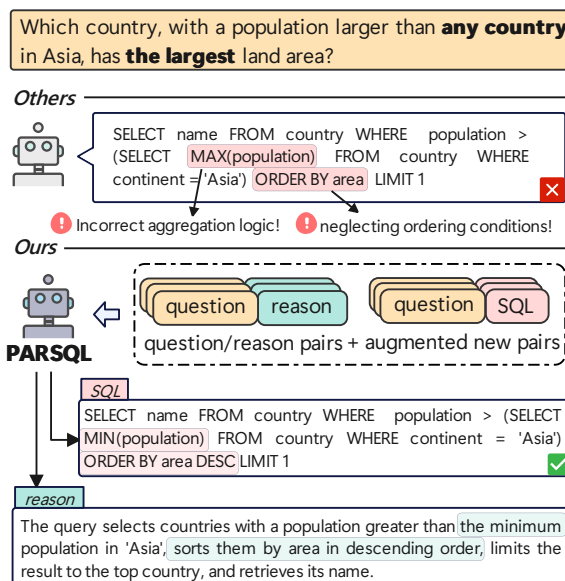 Which country, with a population larger than any country
in Asia, has the largest land area?
Others
SELECT name FROM country WHERE population >
(SELECT MAX(population) FROM country WHERE
continent = 'Asia') ORDER BY area LIMIT 1
! Incorrect aggregation logic! ! neglecting ordering conditions!
Ours
question reason question SQL
question/reason pairs + augmented new pairs
PARSQL
SQL
SELECT name FROM country WHERE population > (SELECT
MIN(population) FROM country WHERE continent = 'Asia')
ORDER BY area DESC LIMIT 1
reason
The query selects countries with a population greater than the minimum
population in 'Asia', sorts them by area in descending order, limits the
result to the top country, and retrieves its name.